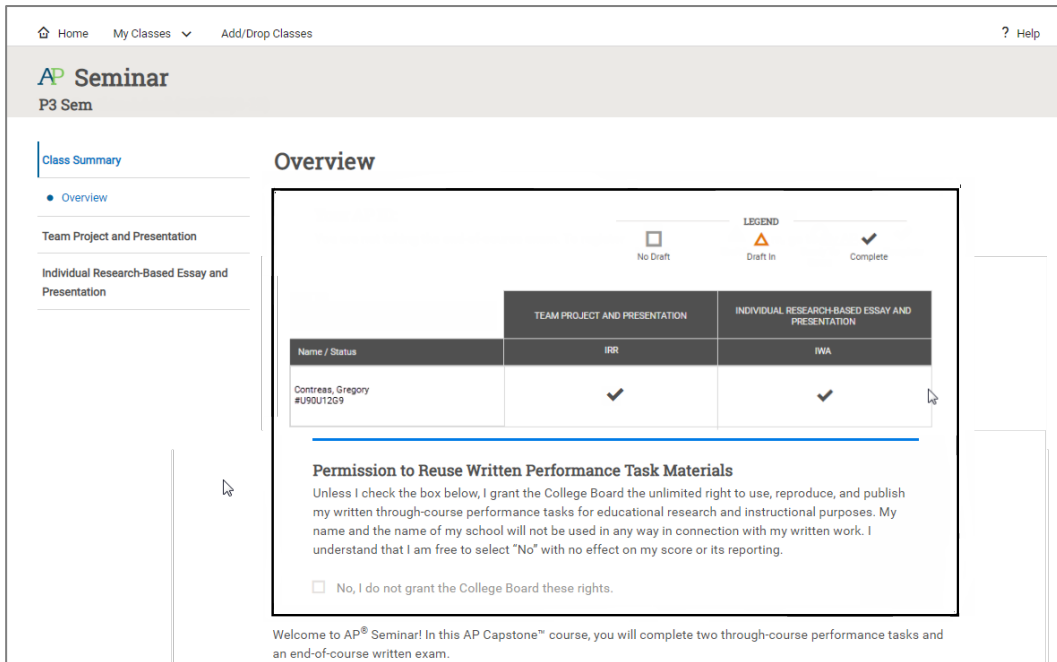 Home My Classes Add/Drop Classes ? Help
AP Seminar
P3 Sem
Class Summary
Overview
Team Project and Presentation
Individual Research-Based Essay and
Presentation
Overview
LEGEND
No Draft Draft In Complete
TEAM PROJECT AND PRESENTATION INDIVIDUAL RESEARCH-BASED ESSAY AND
PRESENTATION
Name / Status IRR IWA
Contreas, Gregory
#U90U12G9
Permission to Reuse Written Performance Task Materials
Unless I check the box below, I grant the College Board the unlimited right to use, reproduce, and publish
my written through-course performance tasks for educational research and instructional purposes. My
name and the name of my school will not be used in any way in connection with my written work. I
understand that I am free to select "No" with no effect on my score or its reporting.
No, I do not grant the College Board these rights.
Welcome to AP® Seminar! In this AP Capstone™ course, you will complete two through-course performance tasks and
an end-of-course written exam.